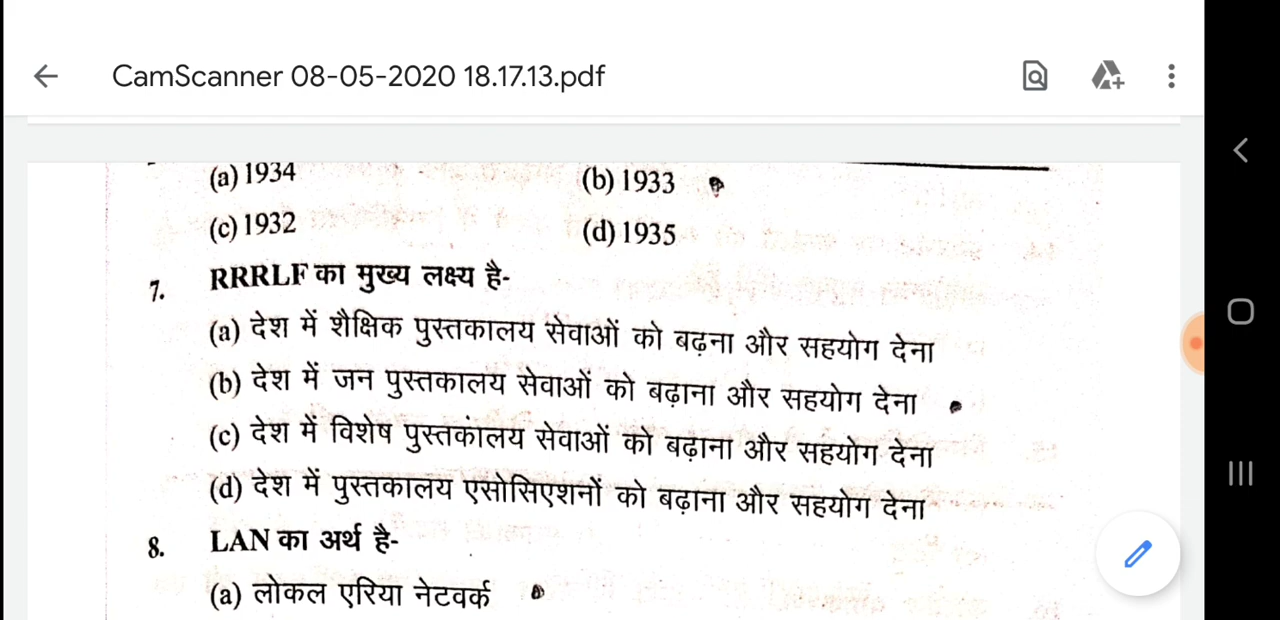 CamScanner 08-05-2020 18.17.13.pdf
(a) 1934 (b) 1933
(c) 1932 (d) 1935
7. RRRLF का मुख्य लक्ष्य है-
(a) देश में शैक्षिक पुस्तकालय सेवाओं को बढ़ना और सहयोग देना
(b) देश में जन पुस्तकालय सेवाओं को बढ़ाना और सहयोग देना
(c) देश में विशेष पुस्तकालय सेवाओं को बढ़ाना और सहयोग देना
(d) देश में पुस्तकालय एसोसिएशनों को बढ़ाना और सहयोग देना
8. LAN का अर्थ है-
(a) लोकल एरिया नेटवर्क